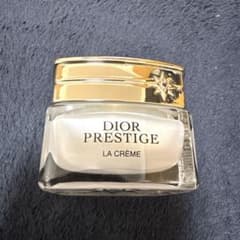 DIOR
PRESTIGE
LA CRÈME